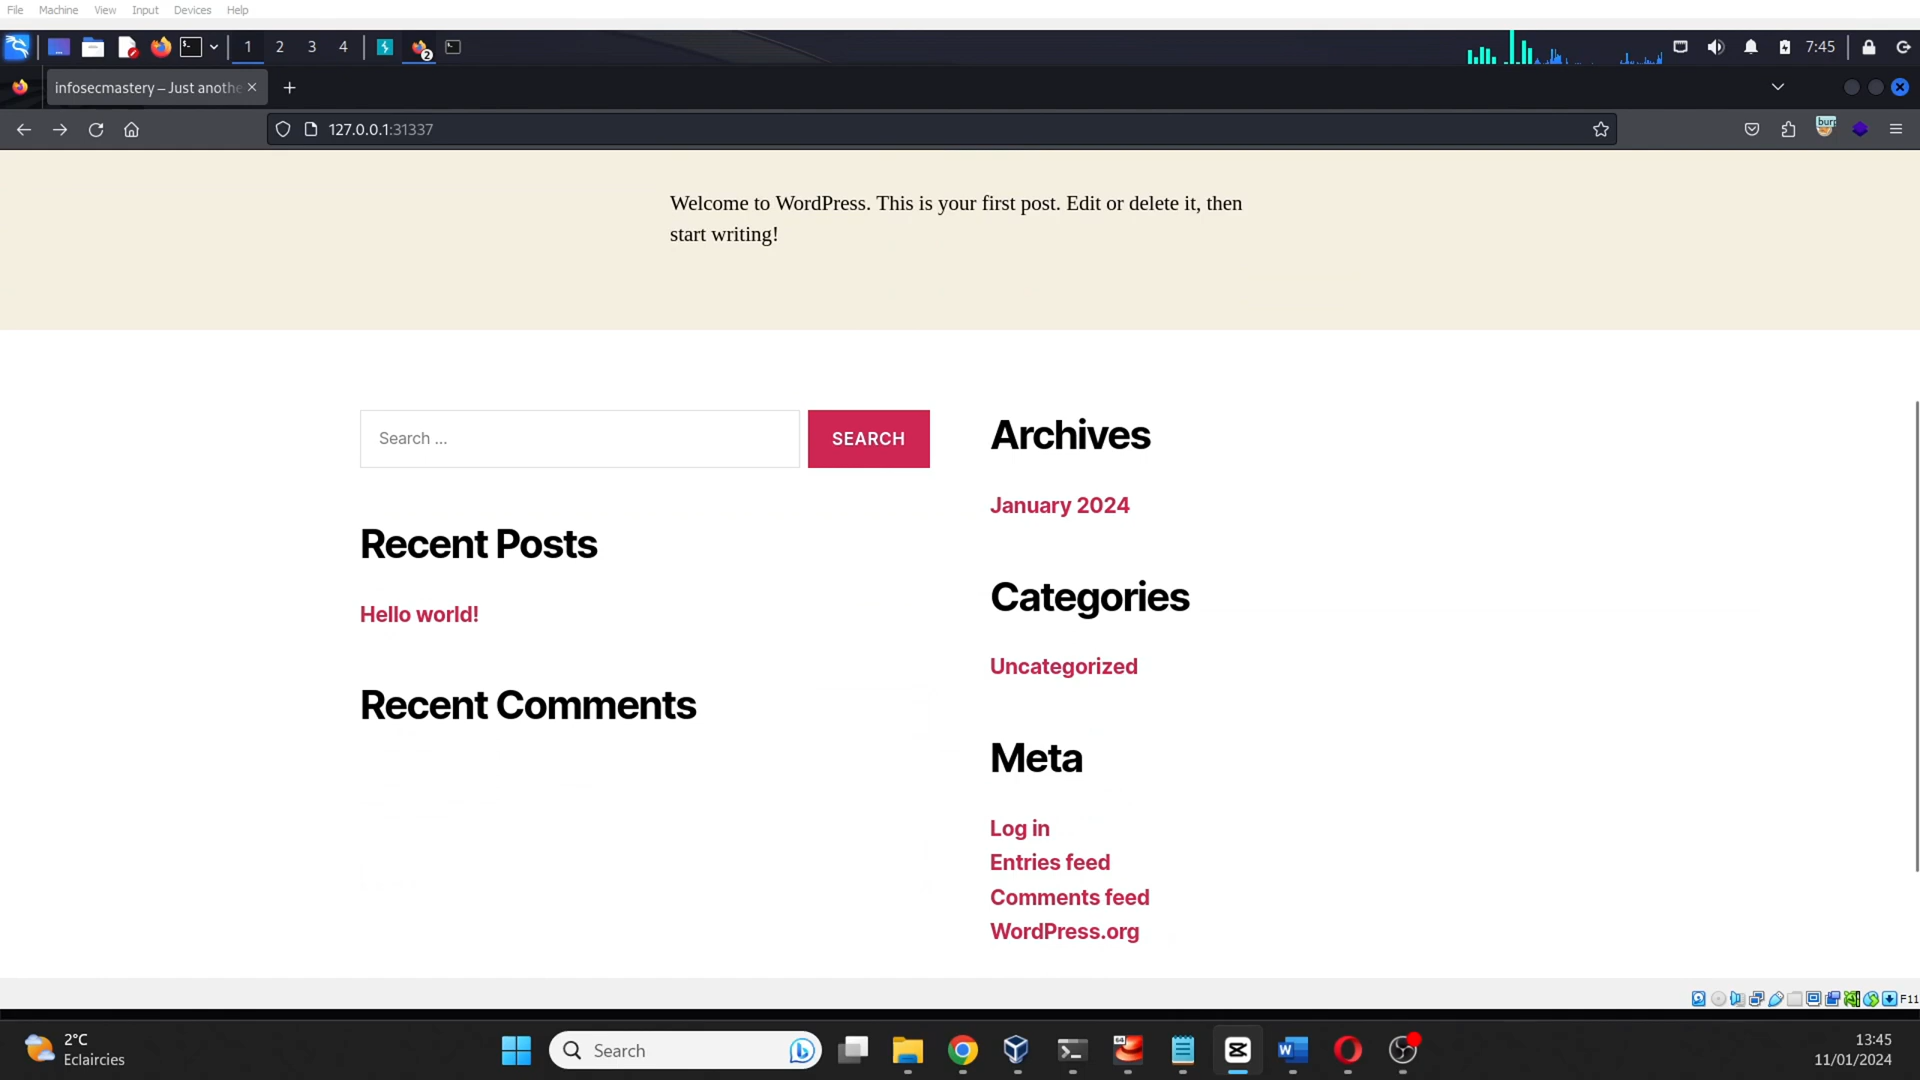 File Machine View Input Devices Help
1 2 3 4 2 7:45
infosecmastery – Just anothe
127.0.0.1:31337
Welcome to WordPress. This is your first post. Edit or delete it, then
start writing!
Search …
SEARCH
Recent Posts
Hello world!
Recent Comments
Archives
January 2024
Categories
Uncategorized
Meta
Log in
Entries feed
Comments feed
WordPress.org
F11
2°C
Eclaircies
Search
64
W
13:45
11/01/2024